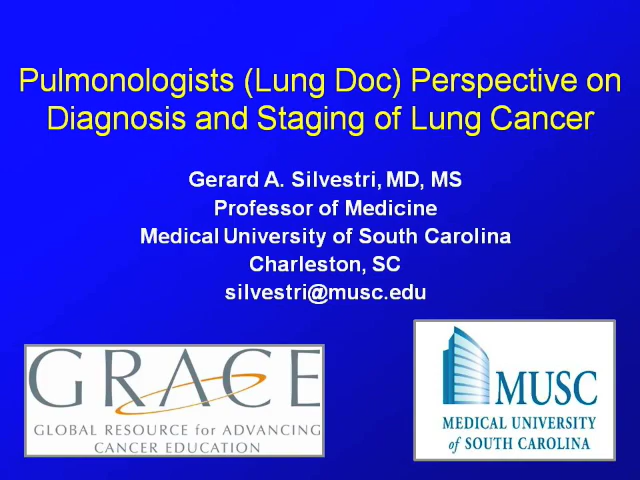 Pulmonologists (Lung Doc) Perspective on
Diagnosis and Staging of Lung Cancer
Gerard A. Silvestri, MD, MS
Professor of Medicine
Medical University of South Carolina
Charleston, SC
silvestri@musc.edu
GRACE
GLOBAL RESOURCE for ADVANCING
CANCER EDUCATION
MUSC
MEDICAL UNIVERSITY
of SOUTH CAROLINA